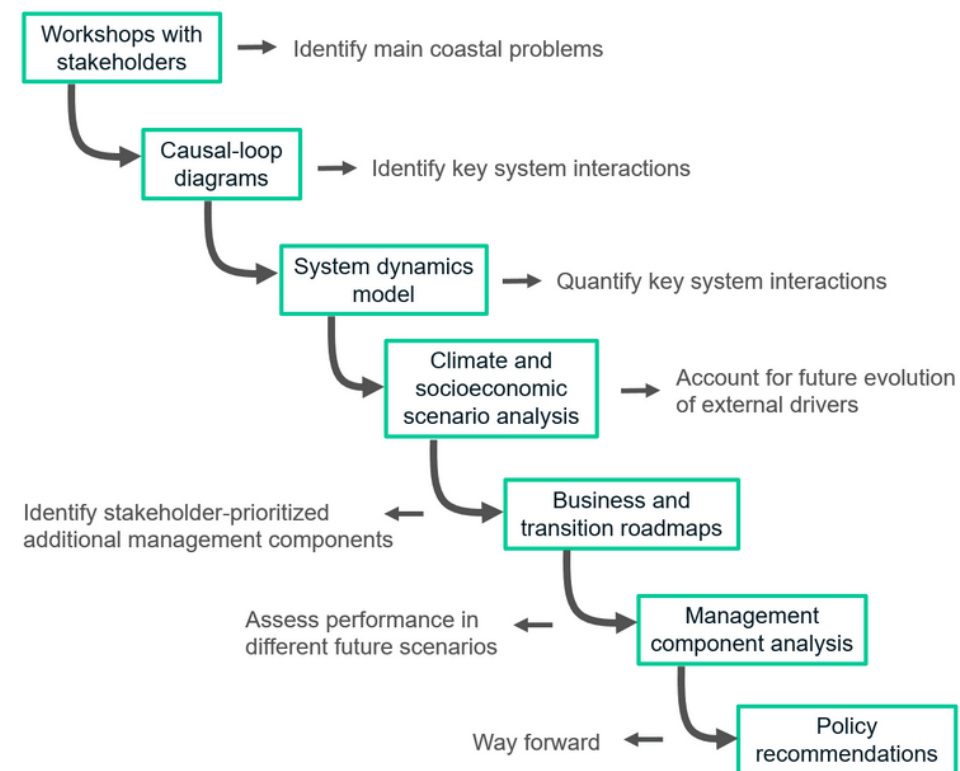 Workshops with
stakeholders
Identify main coastal problems
Causal-loop
diagrams
Identify key system interactions
System dynamics
model
Quantify key system interactions
Climate and
socioeconomic
scenario analysis
Account for future evolution
of external drivers
Business and
transition roadmaps
Identify stakeholder-prioritized
additional management components
Management
component analysis
Assess performance in
different future scenarios
Policy
recommendations
Way forward